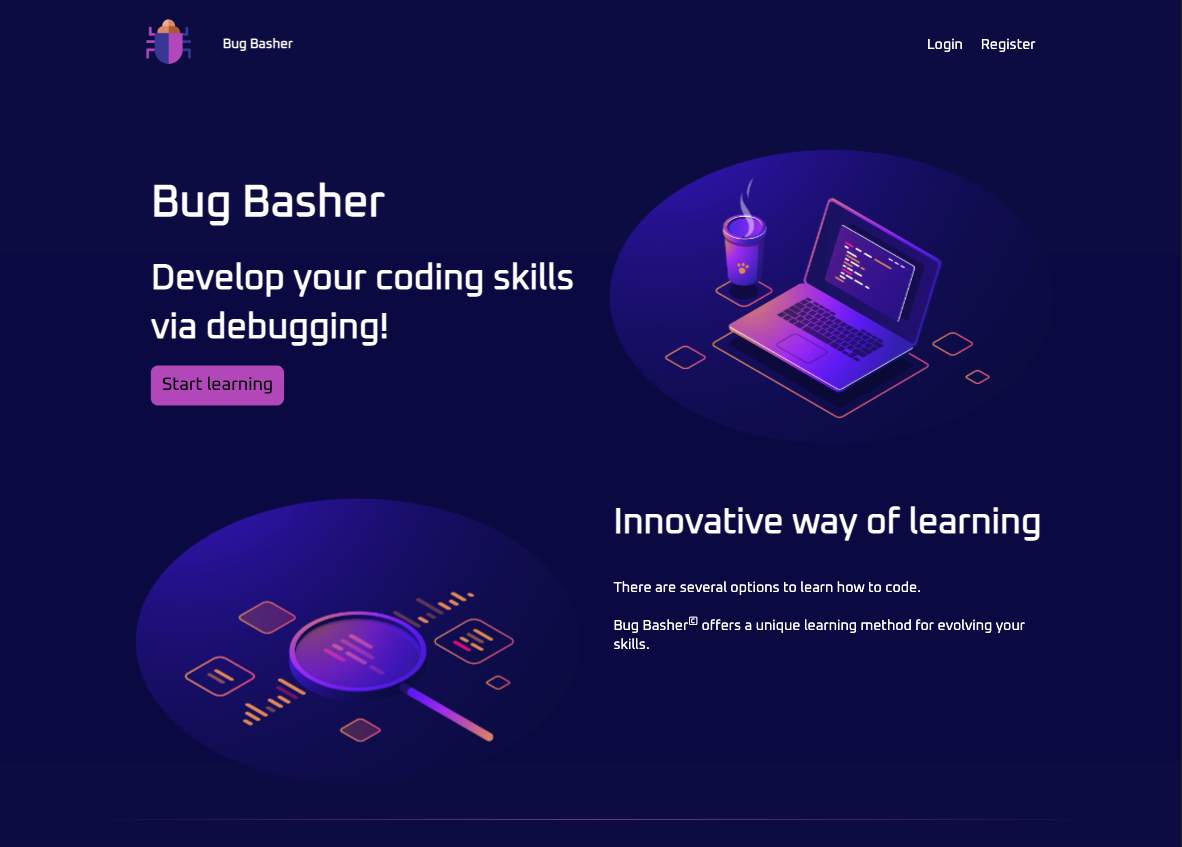 Bug Basher
Login
Register
Bug Basher
Develop your coding skills
via debugging!
Start learning
Innovative way of learning
There are several options to learn how to code.
Bug Basher© offers a unique learning method for evolving your
skills.